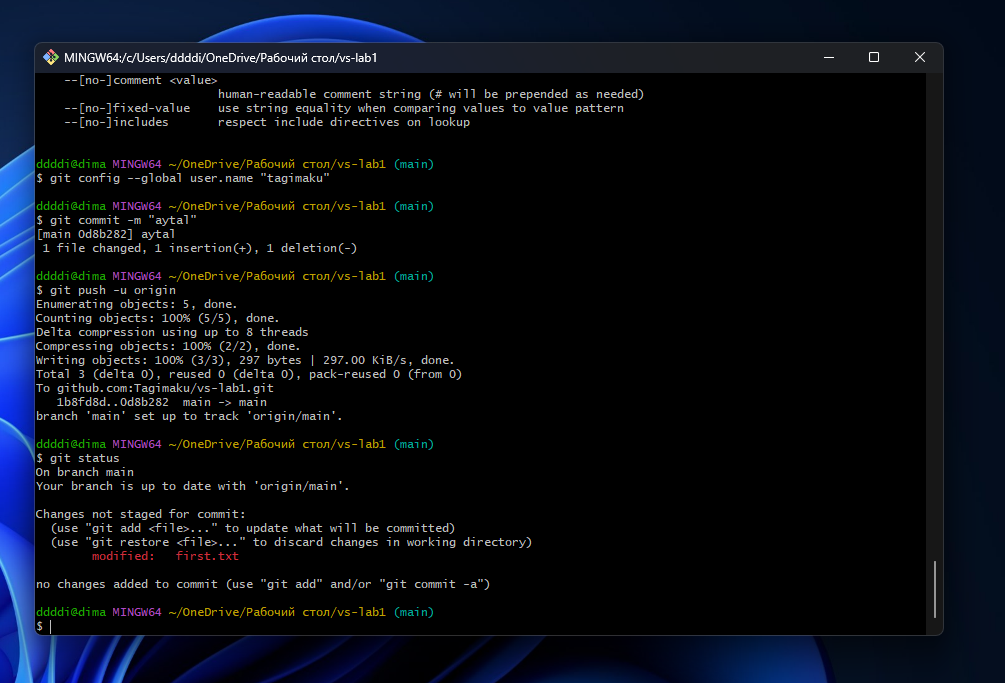 MINGW64:/c/Users/ddddi/OneDrive/Рабочий стол/vs-lab1
--[no-]comment <value>
human-readable comment string (# will be prepended as needed)
--[no-]fixed-value    use string equality when comparing values to value pattern
--[no-]includes       respect include directives on lookup
ddddi@dima MINGW64 ~/OneDrive/Рабочий стол/vs-lab1 (main)
$ git config --global user.name "tagimaku"
ddddi@dima MINGW64 ~/OneDrive/Рабочий стол/vs-lab1 (main)
$ git commit -m "aytal"
[main 0d8b282] aytal
1 file changed, 1 insertion(+), 1 deletion(-)
ddddi@dima MINGW64 ~/OneDrive/Рабочий стол/vs-lab1 (main)
$ git push -u origin
Enumerating objects: 5, done.
Counting objects: 100% (5/5), done.
Delta compression using up to 8 threads
Compressing objects: 100% (2/2), done.
Writing objects: 100% (3/3), 297 bytes | 297.00 KiB/s, done.
Total 3 (delta 0), reused 0 (delta 0), pack-reused 0 (from 0)
To github.com:Tagimaku/vs-lab1.git
1b8fd8d..0d8b282  main -> main
branch 'main' set up to track 'origin/main'.
ddddi@dima MINGW64 ~/OneDrive/Рабочий стол/vs-lab1 (main)
$ git status
On branch main
Your branch is up to date with 'origin/main'.
Changes not staged for commit:
(use "git add <file>..." to update what will be committed)
(use "git restore <file>..." to discard changes in working directory)
modified:   first.txt
no changes added to commit (use "git add" and/or "git commit -a")
ddddi@dima MINGW64 ~/OneDrive/Рабочий стол/vs-lab1 (main)
$